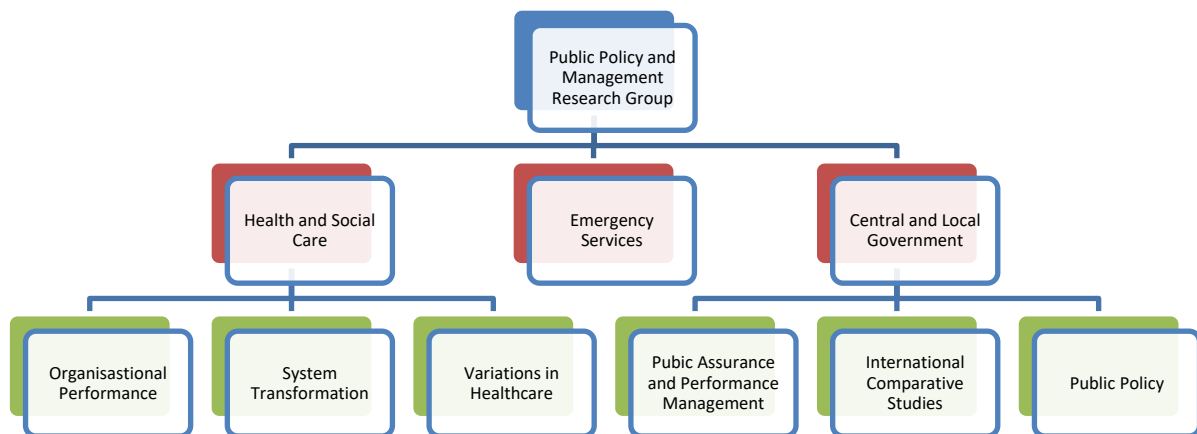 Public Policy and
Management
Research Group
Health and Social
Care
Emergency
Services
Central and Local
Government
Organisastional
Performance
System
Transformation
Variations in
Healthcare
Pubic Assurance
and Performance
Management
International
Comparative
Studies
Public Policy